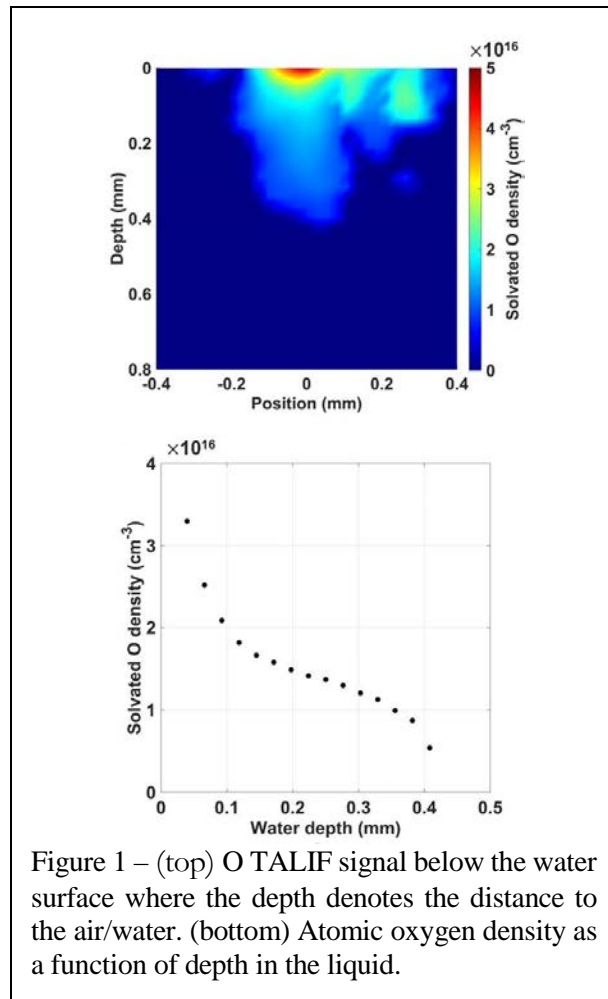 ×10¹⁶
0
0.2
0.4
0.6
0.8
Depth (mm)
-0.4 -0.2 0 0.2 0.4
Position (mm)
5
4
3
2
1
0
Solvated O density (cm⁻³)
×10¹⁶
4
3
2
1
0
Solvated O density (cm⁻³)
0 0.1 0.2 0.3 0.4 0.5
Water depth (mm)
Figure 1 – (top) O TALIF signal below the water
surface where the depth denotes the distance to
the air/water. (bottom) Atomic oxygen density as
a function of depth in the liquid.